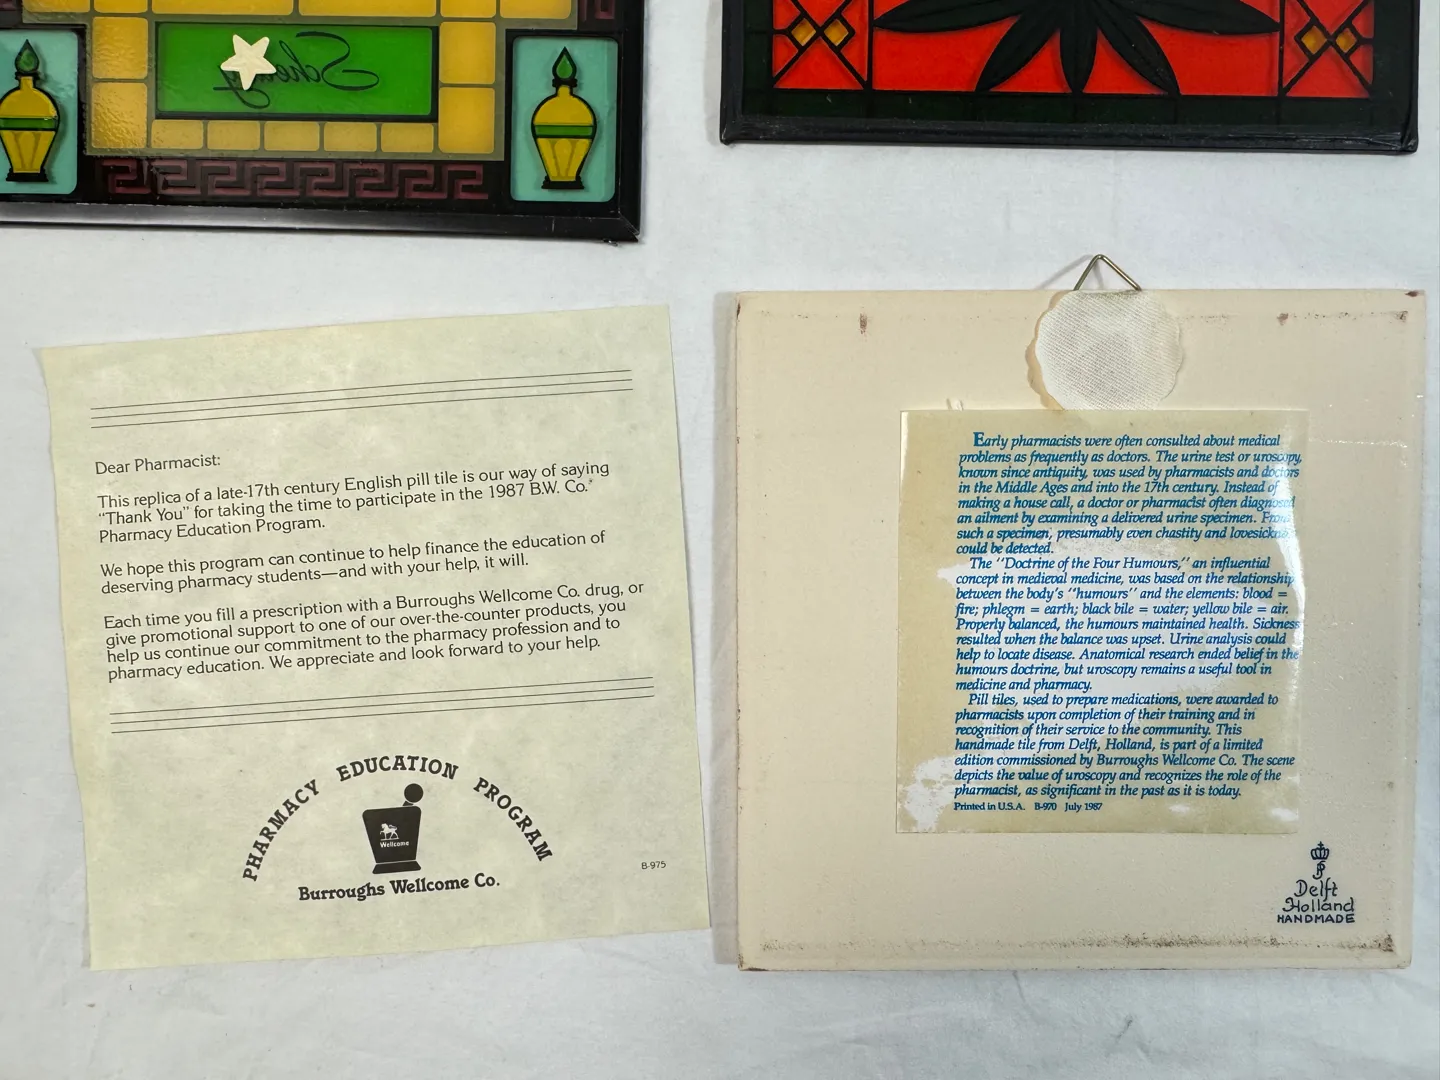 Schering
Dear Pharmacist:
This replica of a late-17th century English pill tile is our way of saying
“Thank You” for taking the time to participate in the 1987 B.W. Co.*
Pharmacy Education Program.
We hope this program can continue to help finance the education of
deserving pharmacy students—and with your help, it will.
Each time you fill a prescription with a Burroughs Wellcome Co. drug, or
give promotional support to one of our over-the-counter products, you
help us continue our commitment to the pharmacy profession and to
pharmacy education. We appreciate and look forward to your help.
PHARMACY EDUCATION PROGRAM
Wellcome
Burroughs Wellcome Co.
B-975
Early pharmacists were often consulted about medical
problems as frequently as doctors. The urine test or uroscopy,
known since antiquity, was used by pharmacists and doctors
in the Middle Ages and into the 17th century. Instead of
making a house call, a doctor or pharmacist often diagnosed
an ailment by examining a delivered urine specimen. From
such a specimen, presumably even chastity and lovesickness
could be detected.
The “Doctrine of the Four Humours,” an influential
concept in medieval medicine, was based on the relationship
between the body's “humours” and the elements: blood =
fire; phlegm = earth; black bile = water; yellow bile = air.
Properly balanced, the humours maintained health. Sickness
resulted when the balance was upset. Urine analysis could
help to locate disease. Anatomical research ended belief in the
humours doctrine, but uroscopy remains a useful tool in
medicine and pharmacy.
Pill tiles, used to prepare medications, were awarded to
pharmacists upon completion of their training and in
recognition of their service to the community. This
handmade tile from Delft, Holland, is part of a limited
edition commissioned by Burroughs Wellcome Co. The scene
depicts the value of uroscopy and recognizes the role of the
pharmacist, as significant in the past as it is today.
Printed in U.S.A. B-970 July 1987
Delft
Holland
HANDMADE